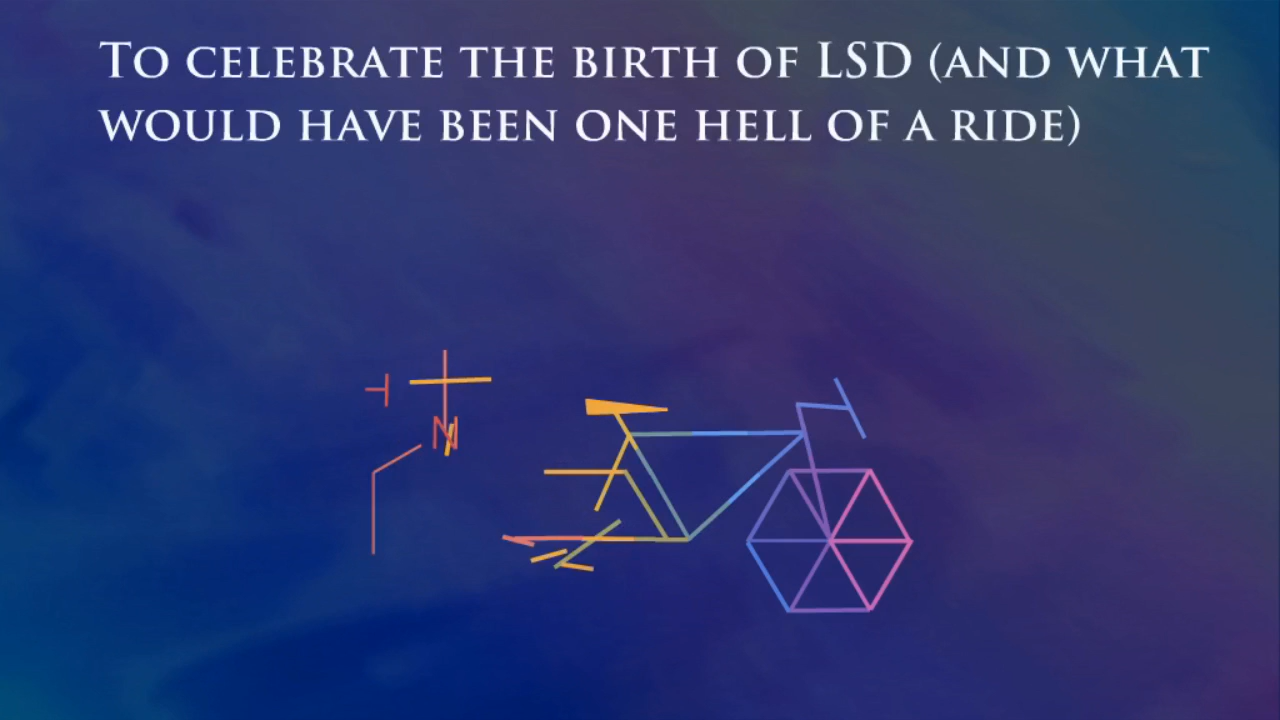 To celebrate the birth of LSD (and what
would have been one hell of a ride)
N